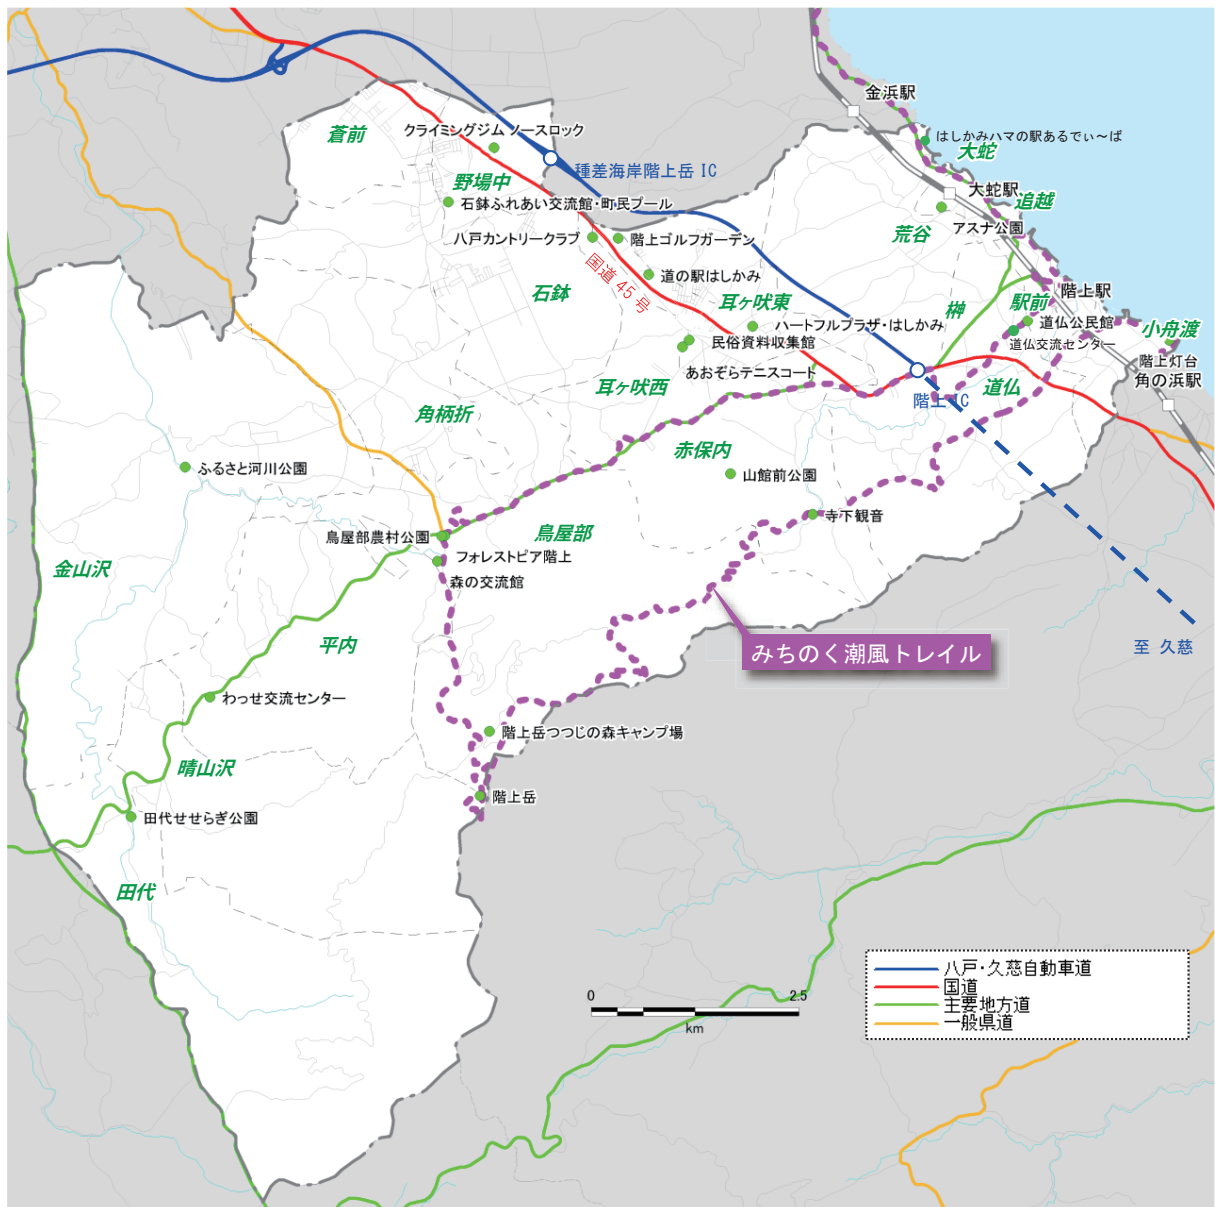 金浜駅
蒼前
クライミングジム ノースロック
はしかみハマの駅あるでぃ～ば
大蛇
種差海岸階上岳 IC
野場中
大蛇駅
石鉢ふれあい交流館・町民プール
追越
アスナ公園
荒谷
八戸カントリークラブ
階上ゴルフガーデン
国道 45 号
道の駅はしかみ
石鉢
階上駅
耳ヶ吹東
榊
駅前
ハートフルプラザ・はしかみ
道仏公民館
小舟渡
民俗資料収集館
道仏交流センター
階上灯台
あおぞらテニスコート
角の浜駅
耳ヶ吹西
道仏
階上 IC
角柄折
赤保内
ふるさと河川公園
山館前公園
寺下観音
鳥屋部農村公園
鳥屋部
フォレストピア階上
金山沢
森の交流館
平内
みちのく潮風トレイル
至 久慈
わっせ交流センター
階上岳つつじの森キャンプ場
晴山沢
階上岳
田代せせらぎ公園
田代
八戸・久慈自動車道
国道
主要地方道
一般県道
0 2.5
km